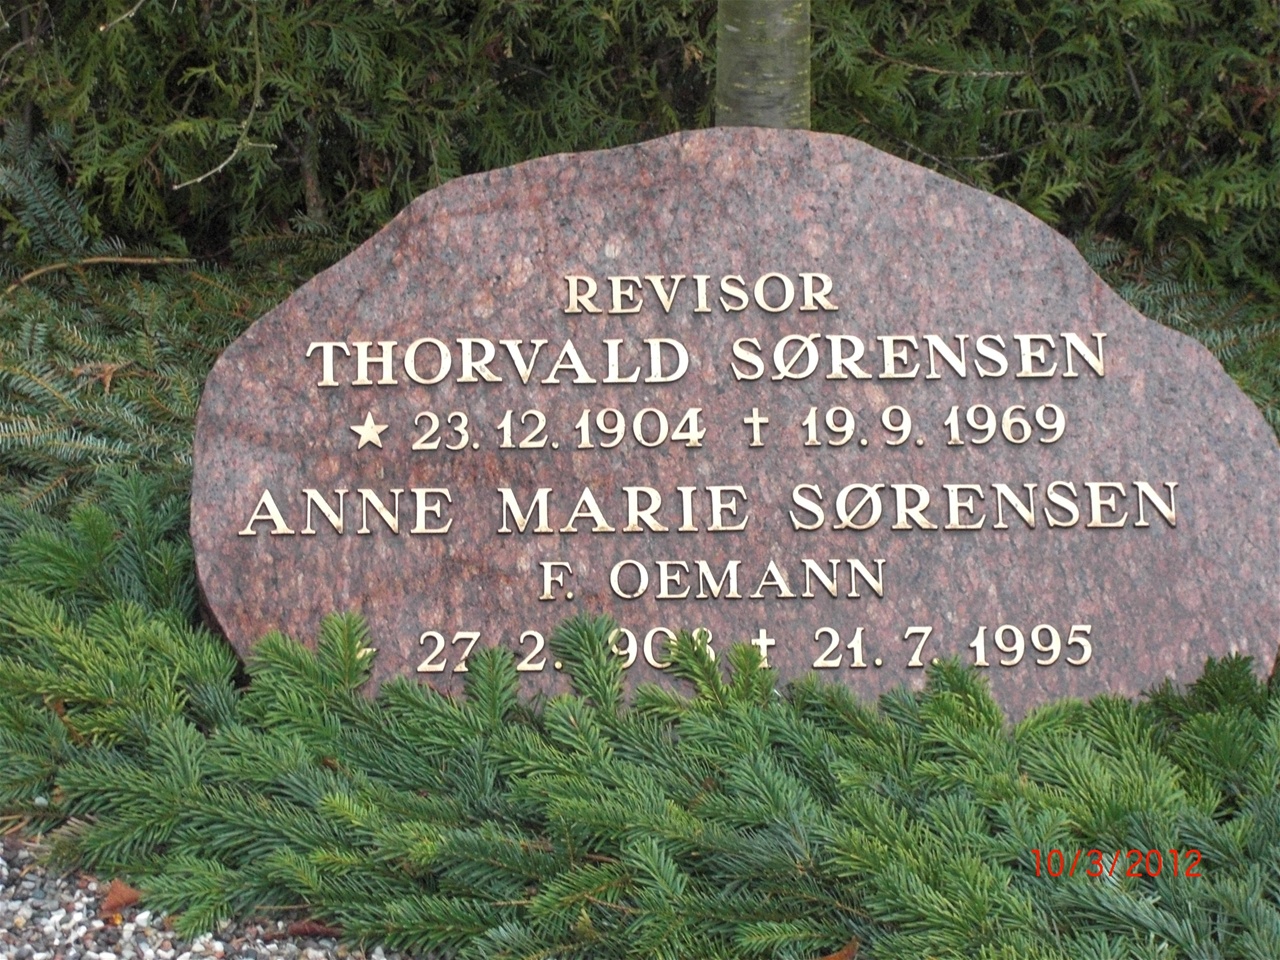 REVISOR
THORVALD SØRENSEN
★ 23.12.1904 ✝ 19.9.1969
ANNE MARIE SØRENSEN
F. OEMANN
27. 2. 1908 ✝ 21.7.1995
10/3/2012